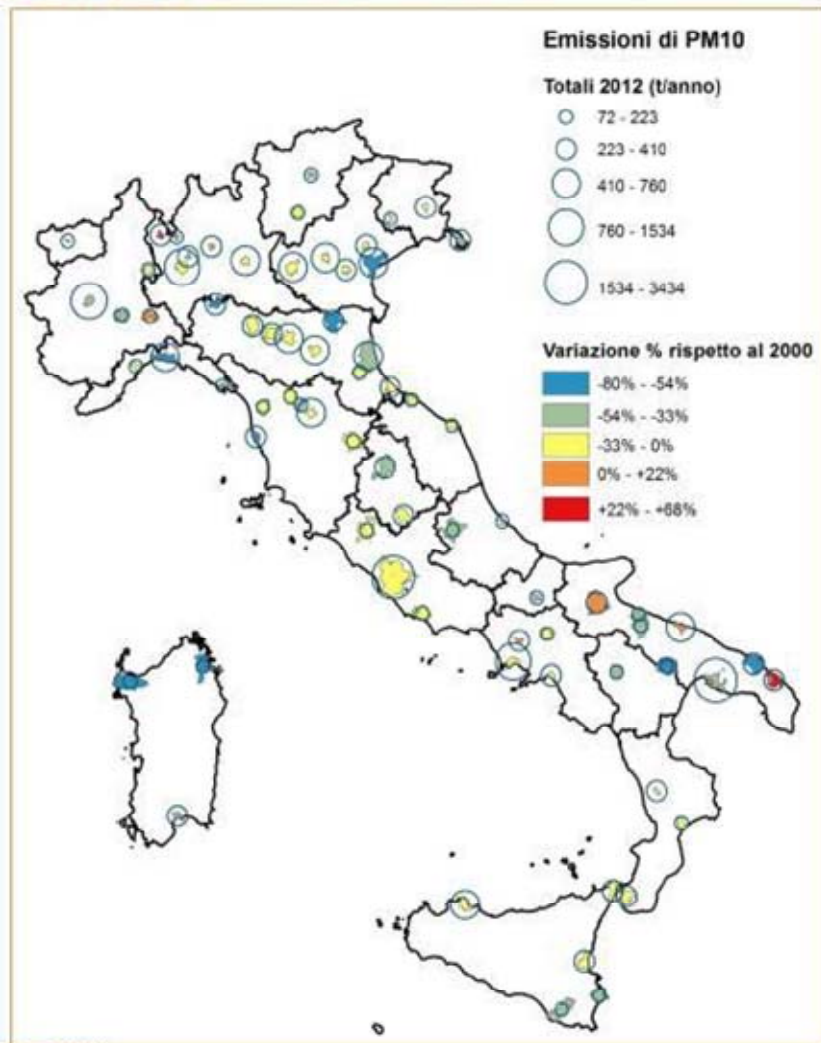 Emissioni di PM10
Totali 2012 (t/anno)
72 - 223
223 - 410
410 - 760
760 - 1534
1534 - 3434
Variazione % rispetto al 2000
-80% - -54%
-54% - -33%
-33% - 0%
0% - +22%
+22% - +68%